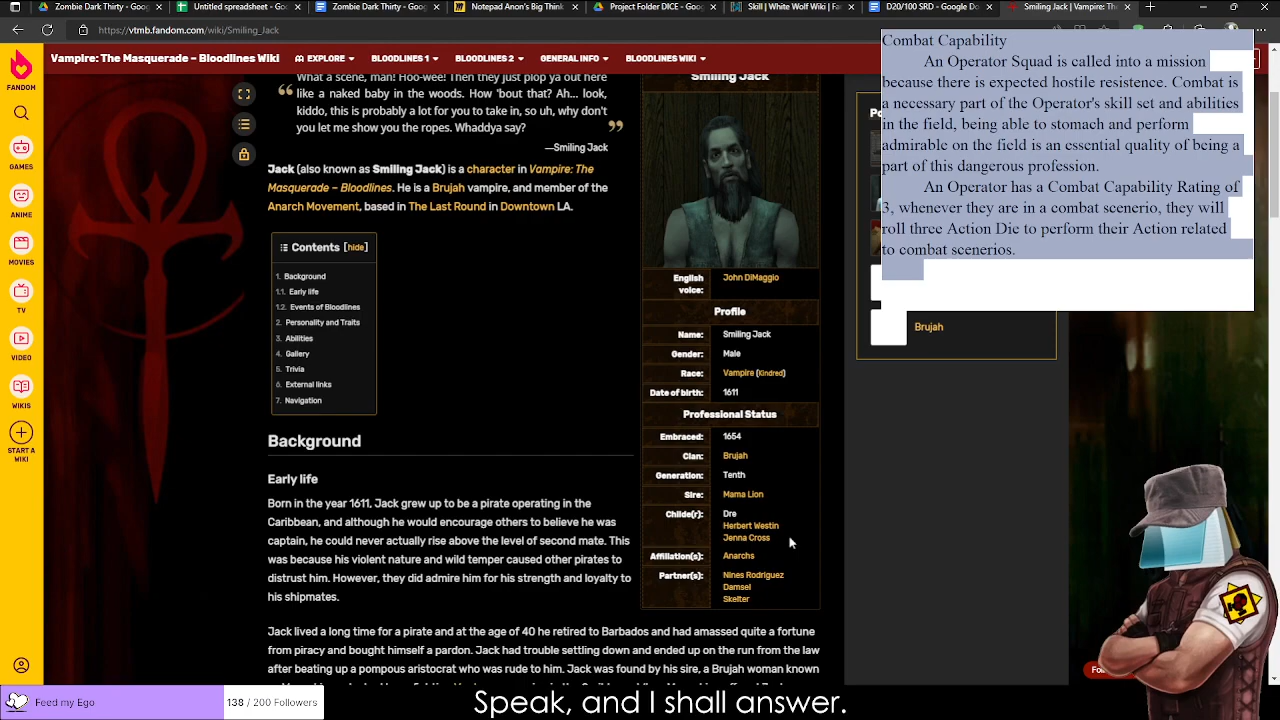 Untitled spreadsheet - Goo
Zombie Dark Thirty - Goog
Notepad Anon's Big Think
Project Folder DICE - Goog
Skill | White Wolf Wiki | Fan
D20/100 SRD - Google Do
Smiling Jack | Vampire: The
https://vtmb.fandom.com/wiki/Smiling_Jack
Vampire: The Masquerade – Bloodlines Wiki
EXPLORE
BLOODLINES 1
BLOODLINES 2
GENERAL INFO
BLOODLINES WIKI
FANDOM
GAMES
ANIME
MOVIES
TV
VIDEO
WIKIS
START A
WIKI
What a scene, man! Hoo-wee! Then they just plop ya out here
like a naked baby in the woods. How 'bout that? Ah... look,
kiddo, this is probably a lot for you to take in, so uh, why don't
you let me show you the ropes. Whaddya say?
—Smiling Jack
Jack (also known as Smiling Jack) is a character in Vampire: The
Masquerade – Bloodlines. He is a Brujah vampire, and member of the
Anarch Movement, based in The Last Round in Downtown LA.
Contents [hide]
1. Background
1.1. Early life
1.2. Events of Bloodlines
2. Personality and Traits
3. Abilities
4. Gallery
5. Trivia
6. External links
7. Navigation
Background
Early life
Born in the year 1611, Jack grew up to be a pirate operating in the
Caribbean, and although he would encourage others to believe he was
captain, he could never actually rise above the level of second mate. This
was because his violent nature and wild temper caused other pirates to
distrust him. However, they did admire him for his strength and loyalty to
his shipmates.
Jack lived a long time for a pirate and at the age of 40 he retired to Barbados and had amassed quite a fortune
from piracy and bought himself a pardon. Jack had trouble settling down and ended up on the run from the law
after beating up a pompous aristocrat who was rude to him. Jack was found by his sire, a Brujah woman known
Smiling Jack
English voice: John DiMaggio
Profile
Name: Smiling Jack
Gender: Male
Race: Vampire (Kindred)
Date of birth: 1611
Professional Status
Embraced: 1654
Clan: Brujah
Generation: Tenth
Sire: Mama Lion
Childe(r): Dre
Herbert Westin
Jenna Cross
Affiliation(s): Anarchs
Partner(s): Nines Rodriguez
Damsel
Skelter
Combat Capability
An Operator Squad is called into a mission
because there is expected resistence. Combat is
a necessary part of the Operator's skill set and abilities
in the field, being able to stomach and perform
admirable on the field is an essential quality of being a
part of this dangerous profession.
An Operator has a Combat Capability Rating of
3, whenever they are in a combat scenerio, they will
roll three Action Die to perform their Action related
to combat scenerios.
Brujah
Feed my Ego
138 / 200 Followers
Speak, and I shall answer.